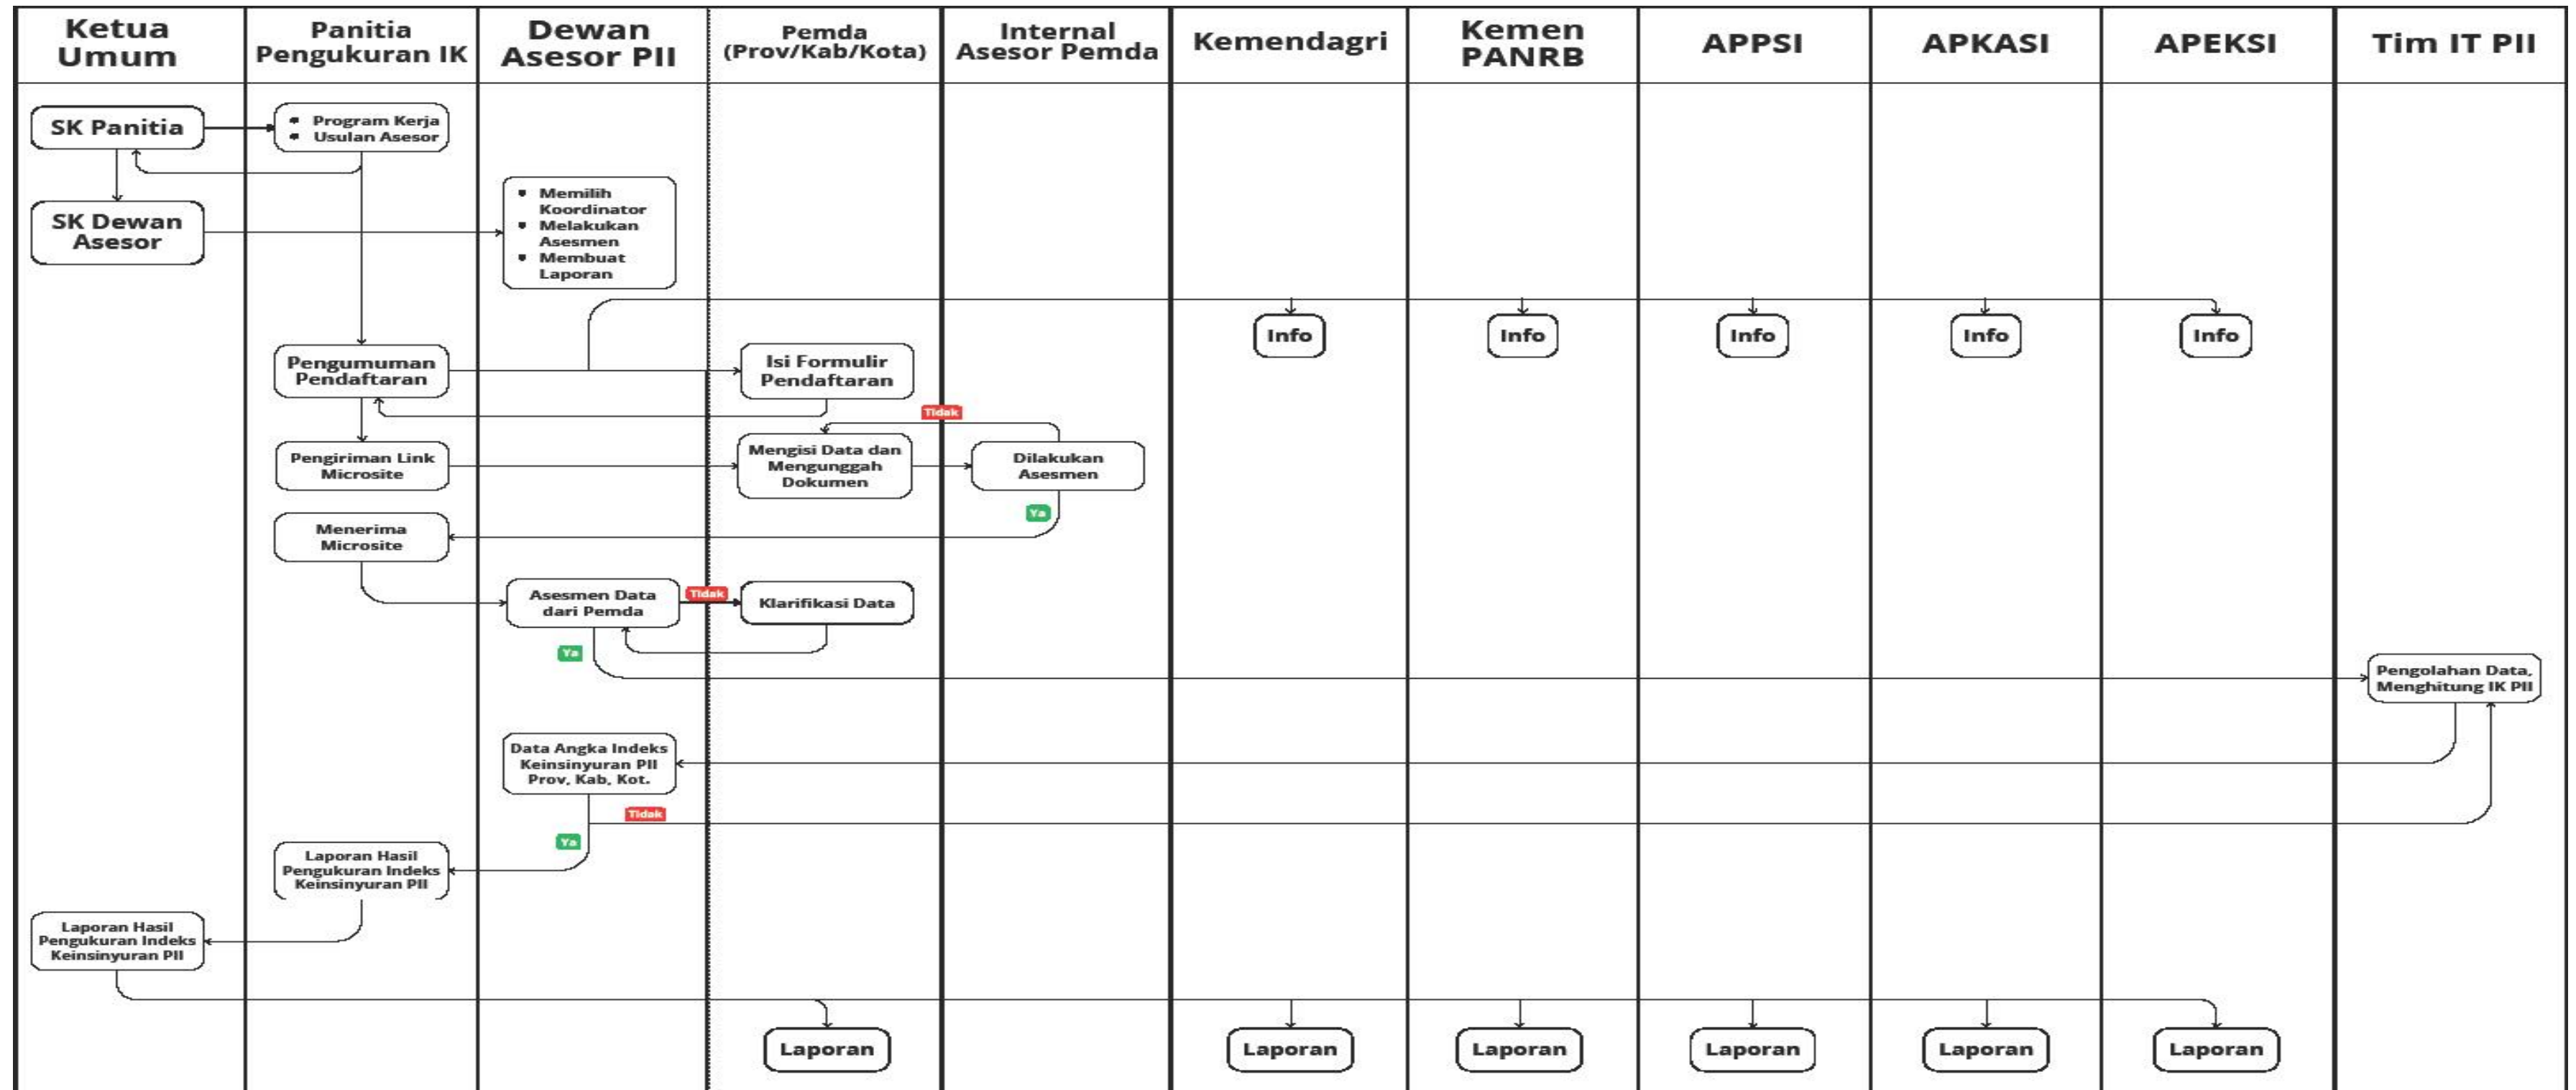 Ketua
Umum
Panitia
Pengukuran IK
Dewan
Asesor PII
Pemda
(Prov/Kab/Kota)
Internal
Asesor Pemda
Kemendagri
Kemen
PANRB
APPSI
APKASI
APEKSI
Tim IT PII
SK Panitia
• Program Kerja
• Usulan Asesor
SK Dewan
Asesor
• Memilih
Koordinator
• Melakukan
Asesmen
• Membuat
Laporan
Info
Info
Info
Info
Info
Pengumuman
Pendaftaran
Isi Formulir
Pendaftaran
Tidak
Pengiriman Link
Microsite
Mengisi Data dan
Mengunggah
Dokumen
Dilakukan
Asesmen
Ya
Menerima
Microsite
Asesmen Data
dari Pemda
Tidak
Klarifikasi Data
Ya
Pengolahan Data,
Menghitung IK PII
Data Angka Indeks
Keinsinyuran PII
Prov, Kab, Kot.
Tidak
Ya
Laporan Hasil
Pengukuran Indeks
Keinsinyuran PII
Laporan Hasil
Pengukuran Indeks
Keinsinyuran PII
Laporan
Laporan
Laporan
Laporan
Laporan
Laporan